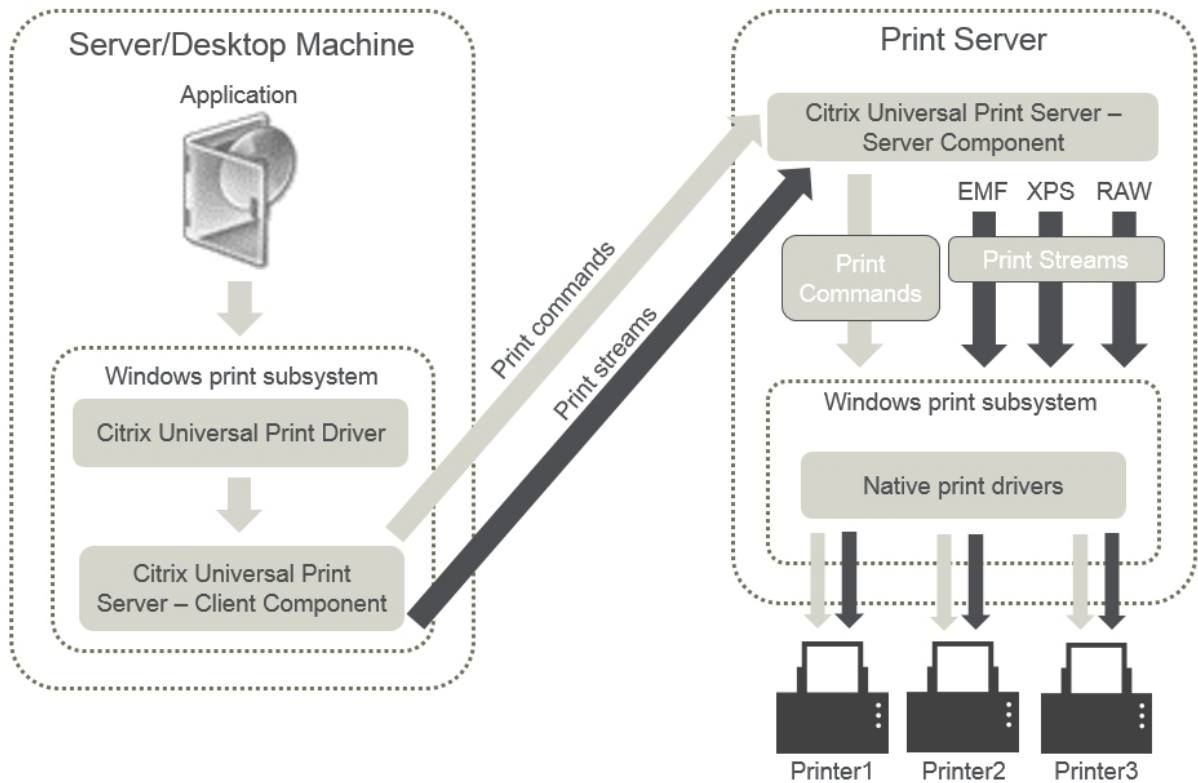 Server/Desktop Machine
Application
Windows print subsystem
Citrix Universal Print Driver
Citrix Universal Print
Server – Client Component
Print commands
Print streams
Print Server
Citrix Universal Print Server –
Server Component
EMF XPS RAW
Print
Commands
Print Streams
Windows print subsystem
Native print drivers
Printer1 Printer2 Printer3